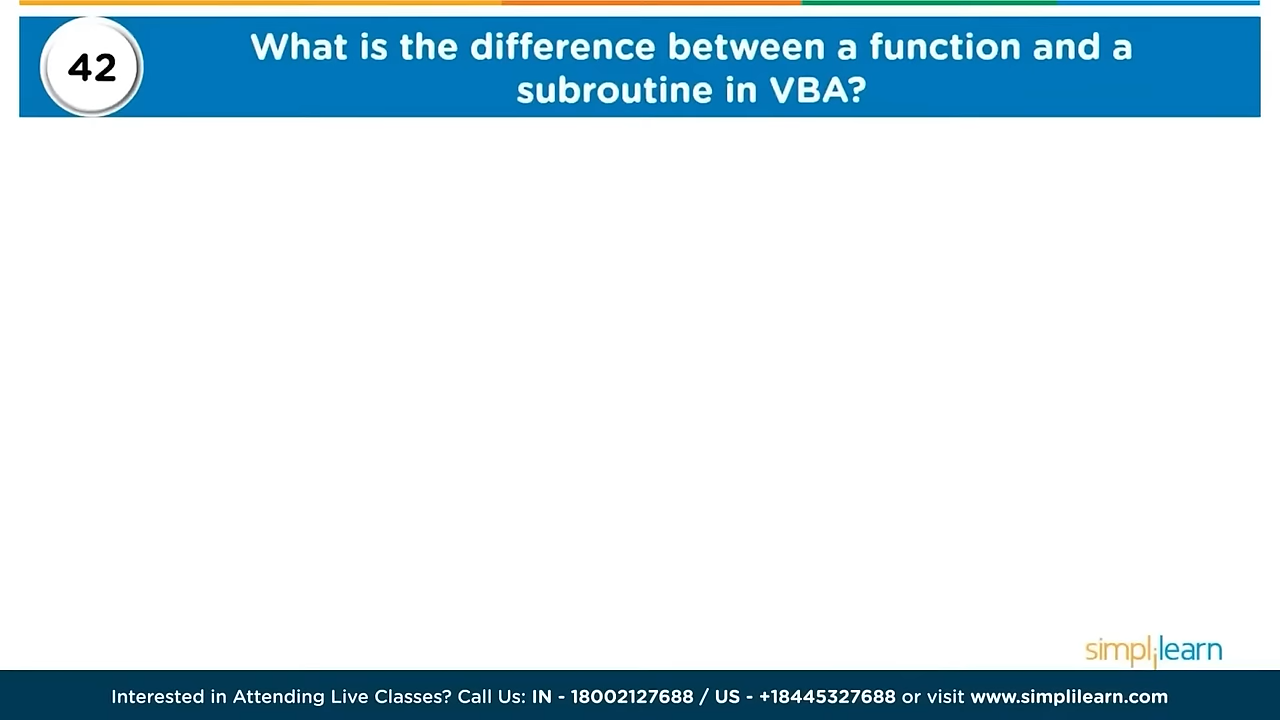 42
What is the difference between a function and a
subroutine in VBA?
simplilearn
Interested in Attending Live Classes? Call Us: IN - 18002127688 / US - +18445327688 or visit www.simplilearn.com